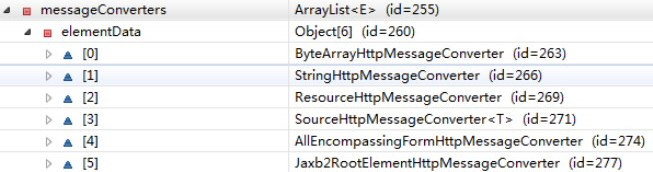 messageConverters ArrayList<E> (id=255)
elementData Object[6] (id=260)
[0] ByteArrayHttpMessageConverter (id=263)
[1] StringHttpMessageConverter (id=266)
[2] ResourceHttpMessageConverter (id=269)
[3] SourceHttpMessageConverter<T> (id=271)
[4] AllEncompassingFormHttpMessageConverter (id=274)
[5] Jaxb2RootElementHttpMessageConverter (id=277)